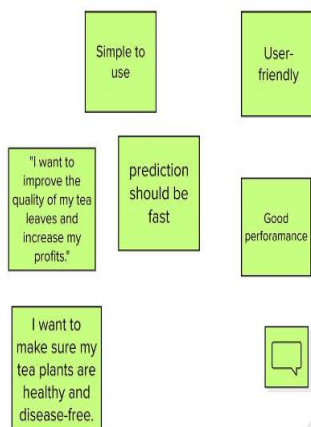 Simple to
use
User-
friendly
"I want to
improve the
quality of my tea
leaves and
increase my
profits."
prediction
should be
fast
Good
perforamance
I want to
make sure my
tea plants are
healthy and
disease-free.